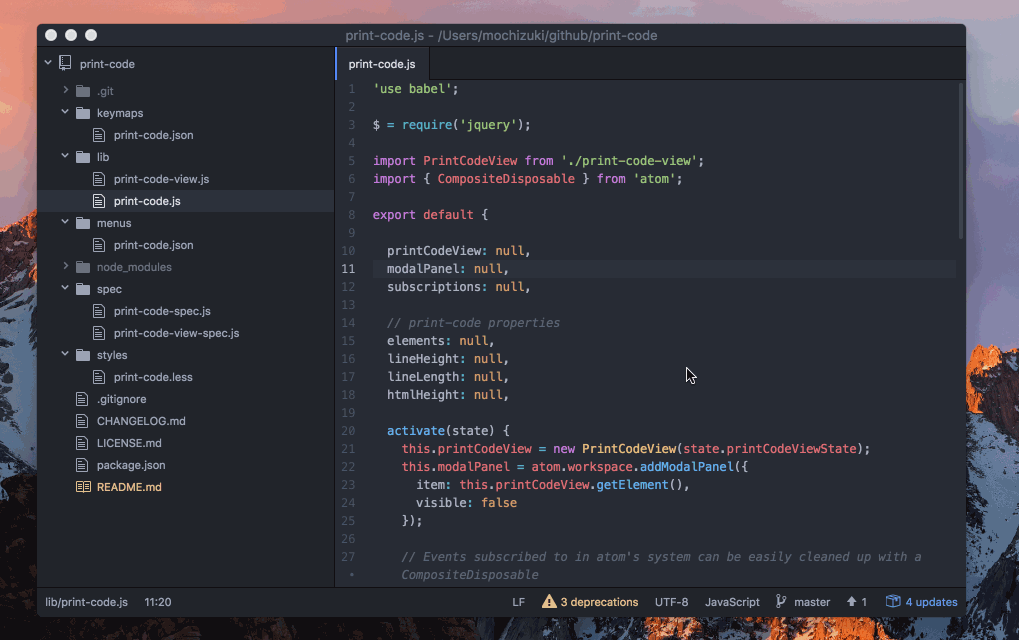 print-code.js - /Users/mochizuki/github/print-code
print-code
.git
keymaps
print-code.json
lib
print-code-view.js
print-code.js
menus
print-code.json
node_modules
spec
print-code-spec.js
print-code-view-spec.js
styles
print-code.less
.gitignore
CHANGELOG.md
LICENSE.md
package.json
README.md
print-code.js
1 'use babel';
2
3 $ = require('jquery');
4
5 import PrintCodeView from './print-code-view';
6 import { CompositeDisposable } from 'atom';
7
8 export default {
9
10 printCodeView: null,
11 modalPanel: null,
12 subscriptions: null,
13
14 // print-code properties
15 elements: null,
16 lineHeight: null,
17 lineLength: null,
18 htmlHeight: null,
19
20 activate(state) {
21 this.printCodeView = new PrintCodeView(state.printCodeViewState);
22 this.modalPanel = atom.workspace.addModalPanel({
23 item: this.printCodeView.getElement(),
24 visible: false
25 });
26
27 // Events subscribed to in atom's system can be easily cleaned up with a
• CompositeDisposable
lib/print-code.js 11:20 LF 3 deprecations UTF-8 JavaScript master 1 4 updates